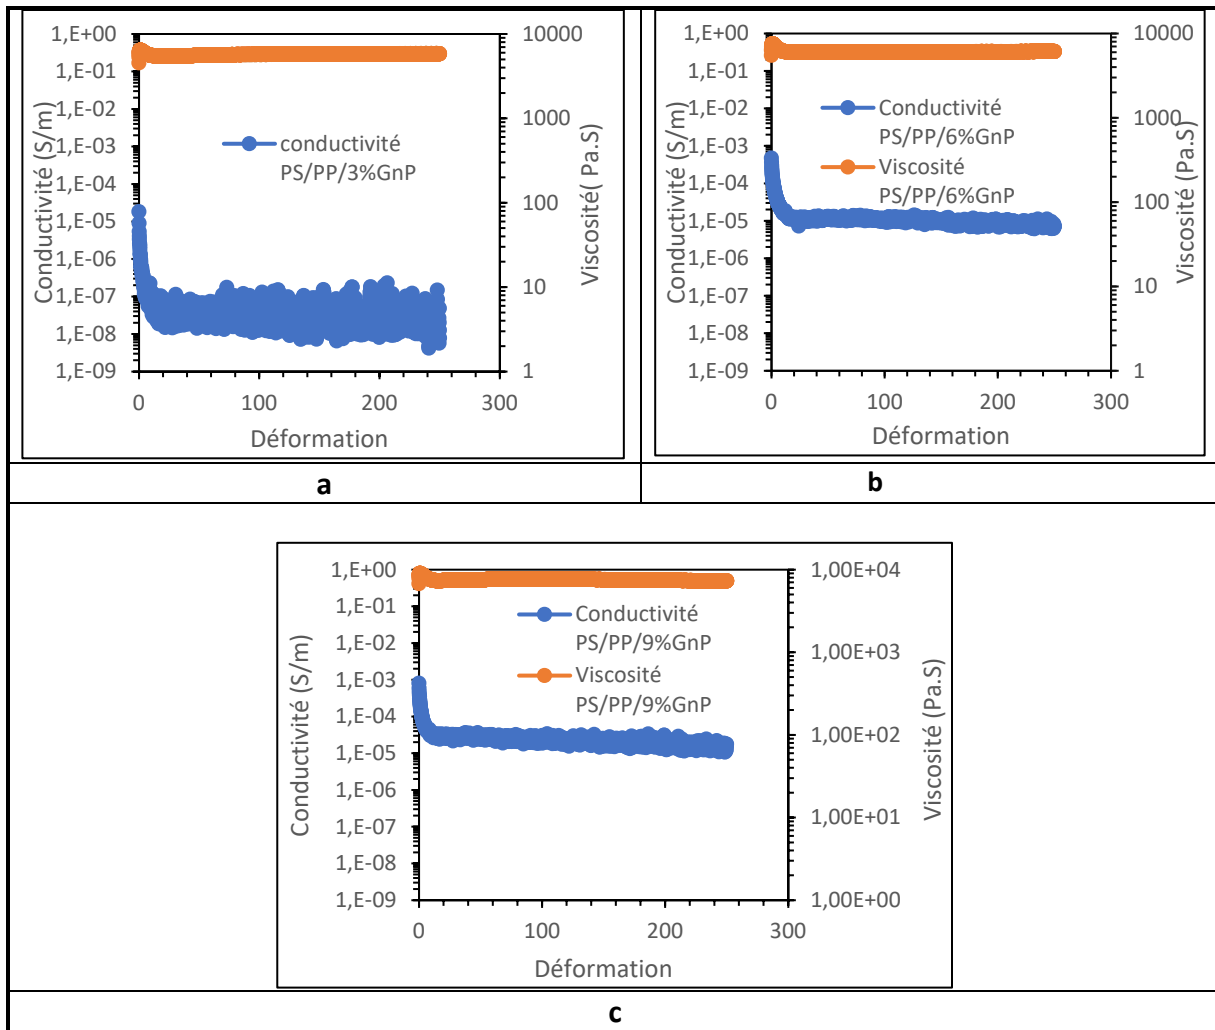 1,E+00
1,E-01
1,E-02
1,E-03
1,E-04
1,E-05
1,E-06
1,E-07
1,E-08
1,E-09
Conductivité (S/m)
conductivité
PS/PP/3%GnP
10000
1000
100
10
1
Viscosité( Pa.S)
0
100
200
300
Déformation
a
1,E+00
1,E-01
1,E-02
1,E-03
1,E-04
1,E-05
1,E-06
1,E-07
1,E-08
1,E-09
Conductivité (S/m)
Conductivité
PS/PP/6%GnP
Viscosité
PS/PP/6%GnP
10000
1000
100
10
1
Viscosité (Pa.S)
0
100
200
300
Déformation
b
1,E+00
1,E-01
1,E-02
1,E-03
1,E-04
1,E-05
1,E-06
1,E-07
1,E-08
1,E-09
Conductivité (S/m)
Conductivité
PS/PP/9%GnP
Viscosité
PS/PP/9%GnP
1,00E+04
1,00E+03
1,00E+02
1,00E+01
1,00E+00
Viscosité (Pa.S)
0
100
200
300
Déformation
c